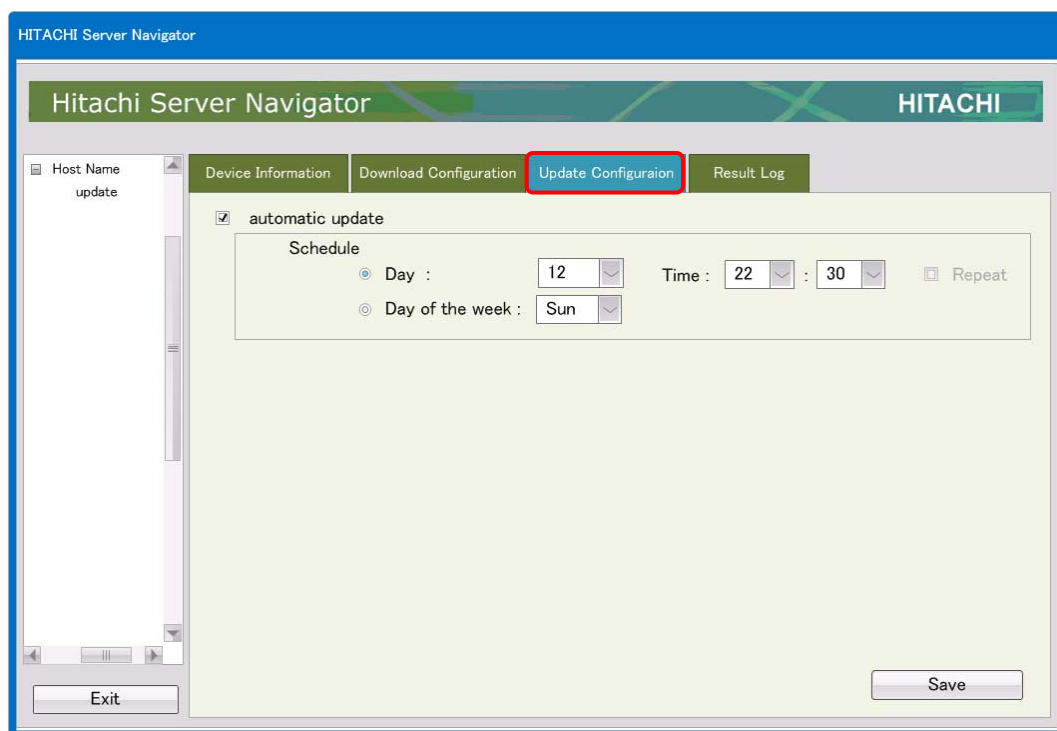 HITACHI Server Navigator
Hitachi Server Navigator HITACHI
Host Name
update
Device Information Download Configuration Update Configuraion Result Log
automatic update
Schedule
Day : 12 Time : 22 : 30 Repeat
Day of the week : Sun
Save
Exit